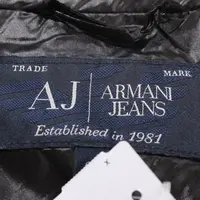 TRADE MARK
AJ | ARMANI
JEANS
Established in 1981